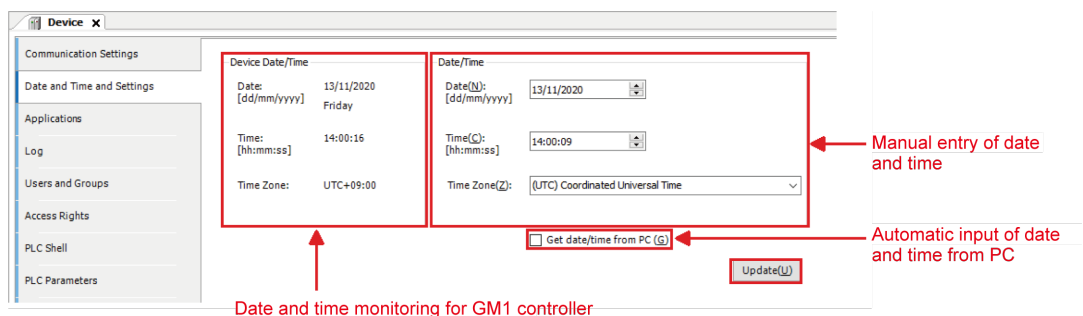 Device X
Communication Settings
Date and Time and Settings
Applications
Log
Users and Groups
Access Rights
PLC Shell
PLC Parameters
Device Date/Time
Date: 13/11/2020
[dd/mm/yyyy] Friday
Time: 14:00:16
[hh:mm:ss]
Time Zone: UTC+09:00
Date/Time
Date(N): 13/11/2020
[dd/mm/yyyy]
Time(C): 14:00:09
[hh:mm:ss]
Time Zone(Z): (UTC) Coordinated Universal Time
Get date/time from PC (G)
Update(U)
Manual entry of date
and time
Automatic input of date
and time from PC
Date and time monitoring for GM1 controller